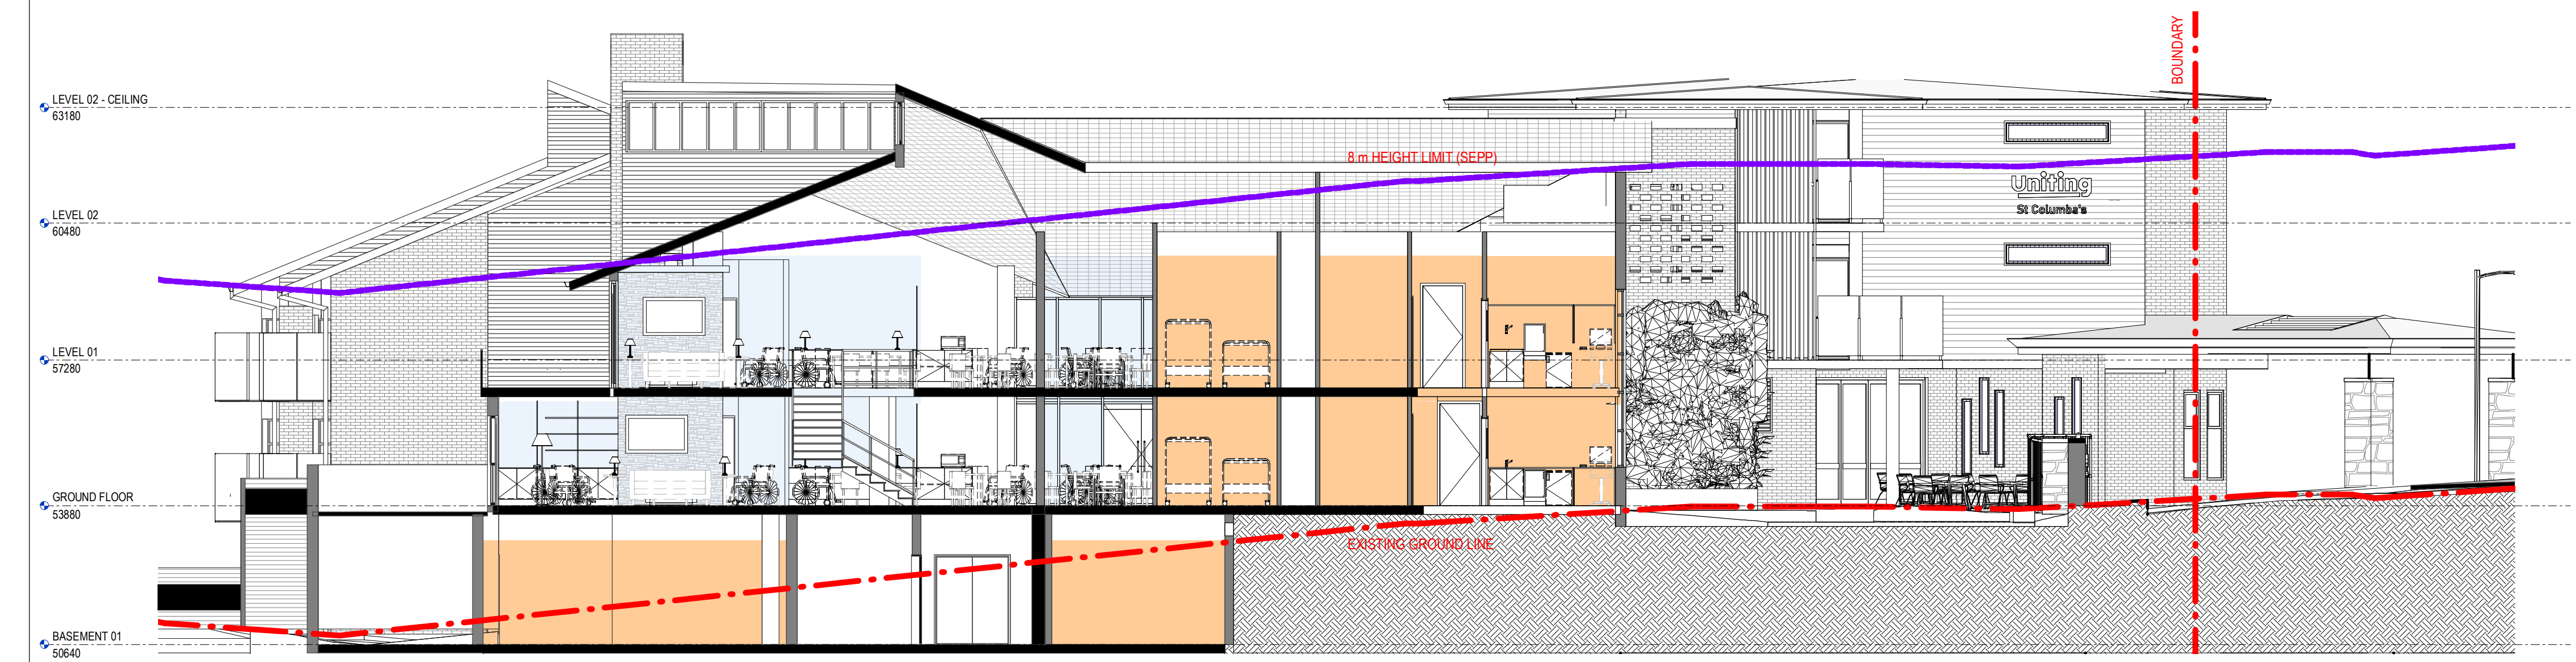 BOUNDARY
LEVEL 02 - CEILING
63180
8 m HEIGHT LIMIT (SEPP)
Uniting
St Columba's
LEVEL 02
60480
LEVEL 01
57280
GROUND FLOOR
53880
EXISTING GROUND LINE
BASEMENT 01
50640